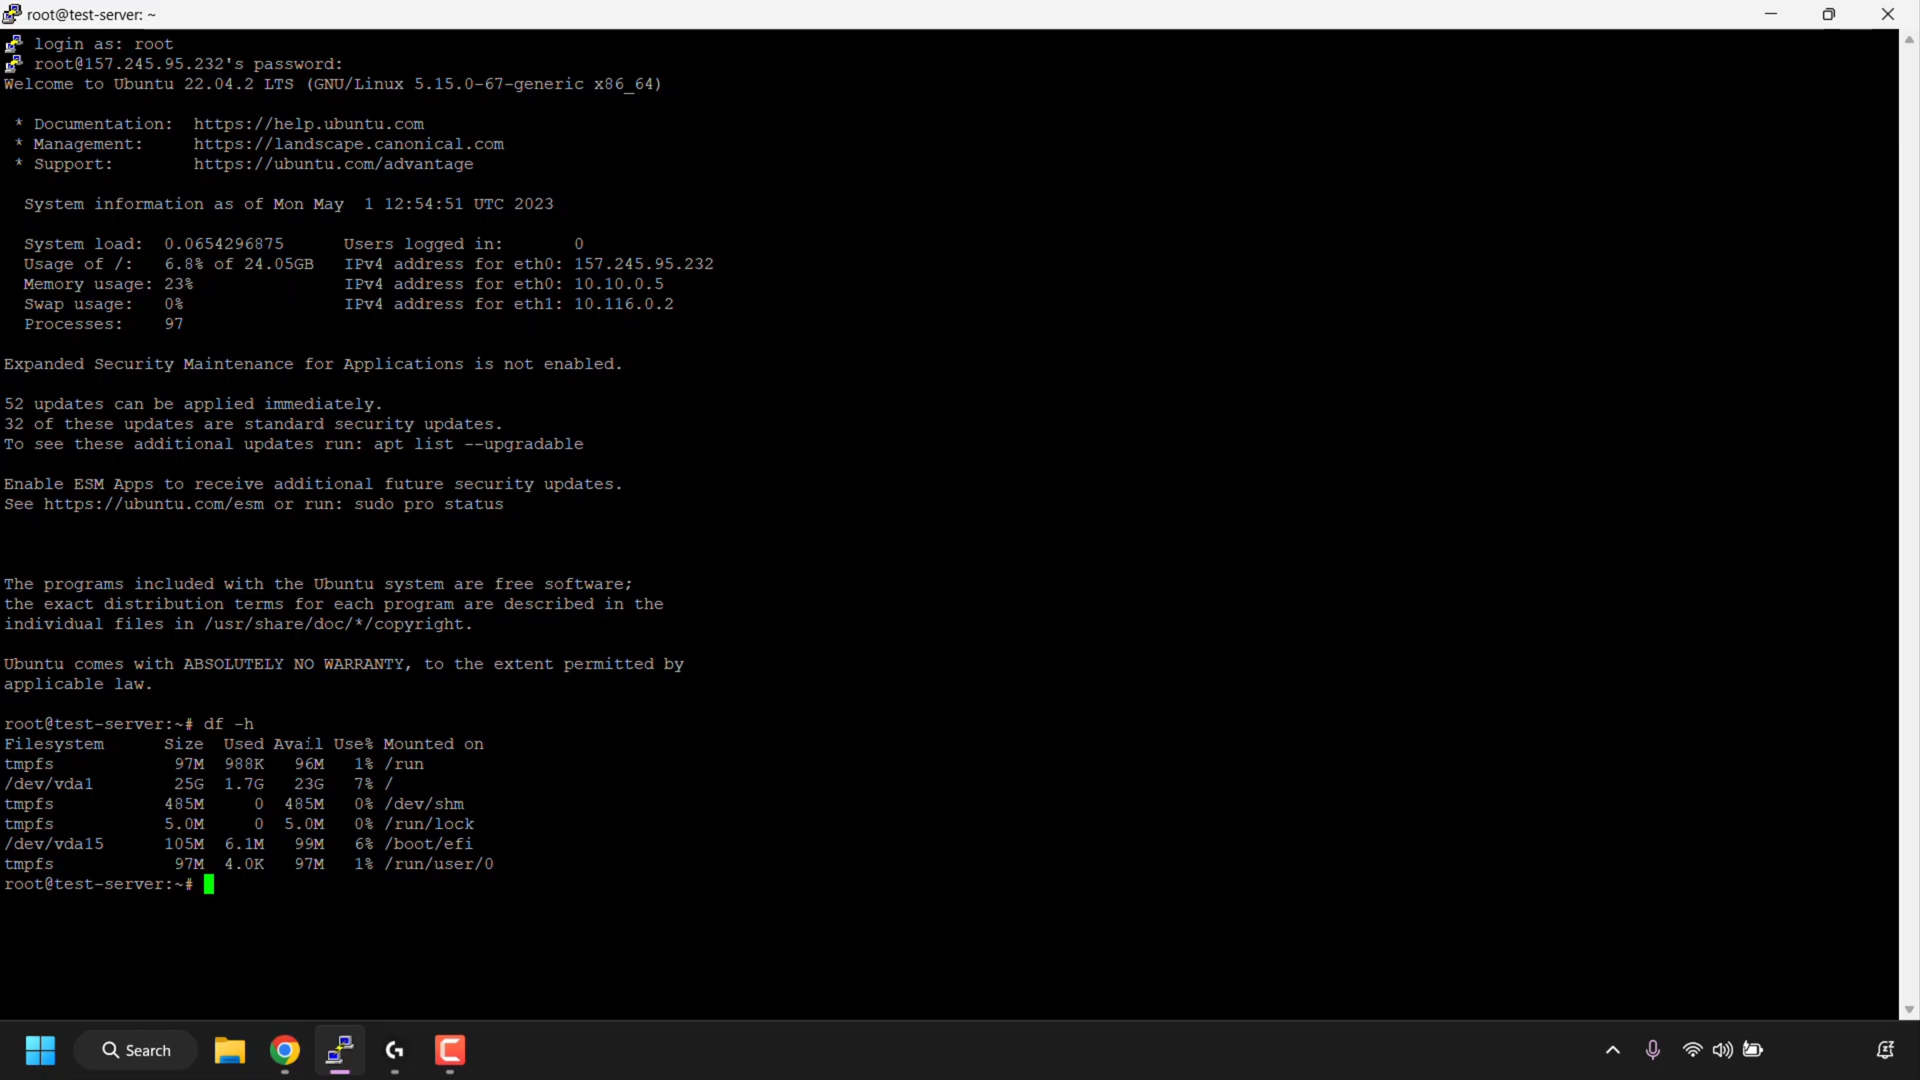 root@test-server: ~
login as: root
root@157.245.95.232's password:
Welcome to Ubuntu 22.04.2 LTS (GNU/Linux 5.15.0-67-generic x86_64)
 * Documentation:  https://help.ubuntu.com
 * Management:     https://landscape.canonical.com
 * Support:        https://ubuntu.com/advantage
  System information as of Mon May  1 12:54:51 UTC 2023
  System load:  0.0654296875      Users logged in:       0
  Usage of /:   6.8% of 24.05GB   IPv4 address for eth0: 157.245.95.232
  Memory usage: 23%               IPv4 address for eth0: 10.10.0.5
  Swap usage:   0%                IPv4 address for eth1: 10.116.0.2
  Processes:    97
Expanded Security Maintenance for Applications is not enabled.
52 updates can be applied immediately.
32 of these updates are standard security updates.
To see these additional updates run: apt list --upgradable
Enable ESM Apps to receive additional future security updates.
See https://ubuntu.com/esm or run: sudo pro status
The programs included with the Ubuntu system are free software;
the exact distribution terms for each program are described in the
individual files in /usr/share/doc/*/copyright.
Ubuntu comes with ABSOLUTELY NO WARRANTY, to the extent permitted by
applicable law.
root@test-server:~# df -h
Filesystem      Size  Used Avail Use% Mounted on
tmpfs            97M  988K   96M   1% /run
/dev/vda1        25G  1.7G   23G   7% /
tmpfs           485M     0  485M   0% /dev/shm
tmpfs           5.0M     0  5.0M   0% /run/lock
/dev/vda15      105M  6.1M   99M   6% /boot/efi
tmpfs            97M  4.0K   97M   1% /run/user/0
root@test-server:~#
Search